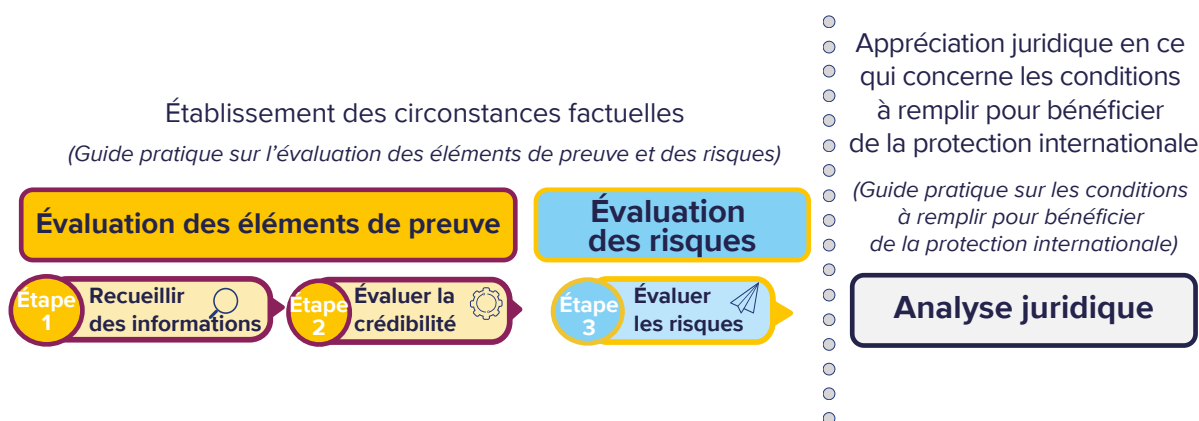 Établissement des circonstances factuelles
(Guide pratique sur l’évaluation des éléments de preuve et des risques)
Évaluation des éléments de preuve
Évaluation
des risques
Étape
1
Recueillir
des informations
Étape
2
Évaluer la
crédibilité
Étape
3
Évaluer
les risques
Appréciation juridique en ce
qui concerne les conditions
à remplir pour bénéficier
de la protection internationale
(Guide pratique sur les conditions
à remplir pour bénéficier
de la protection internationale)
Analyse juridique